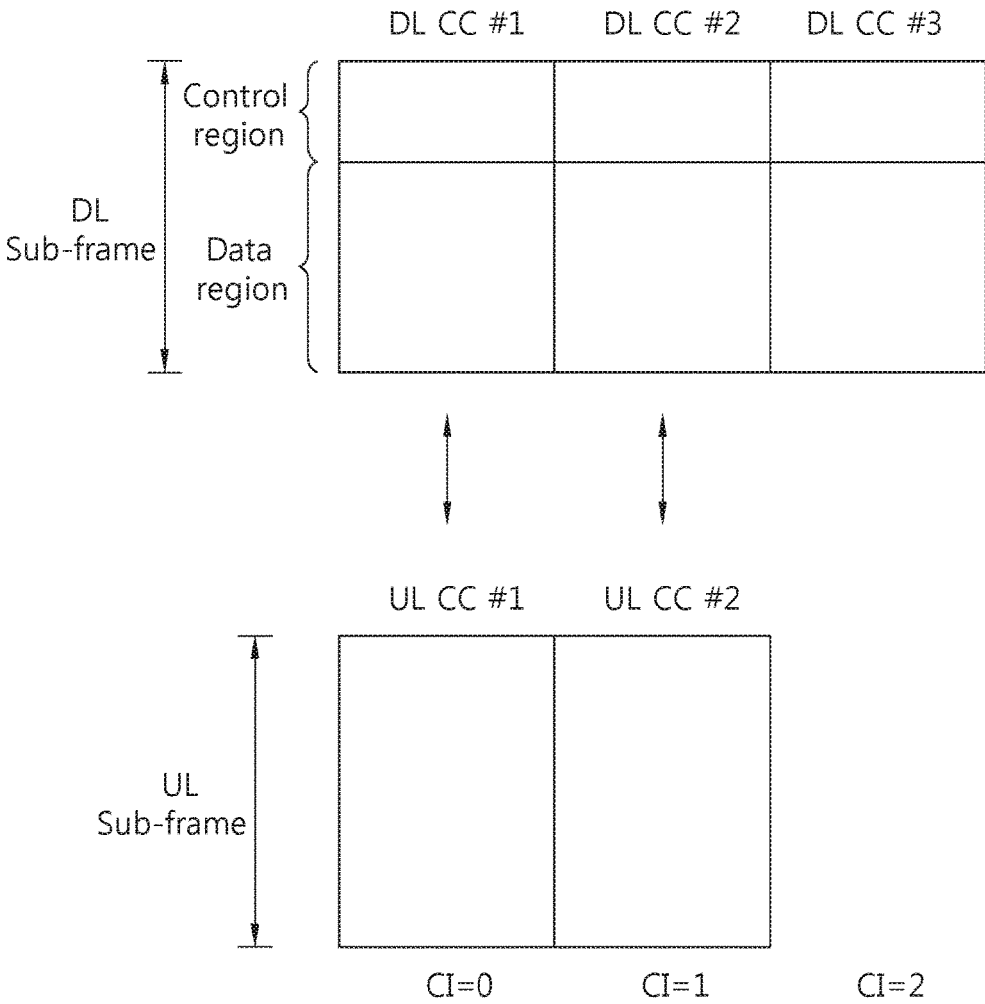 DL CC #1 DL CC #2 DL CC #3
Control
region
DL
Sub-frame
Data
region
UL CC #1 UL CC #2
UL
Sub-frame
CI=0 CI=1 CI=2